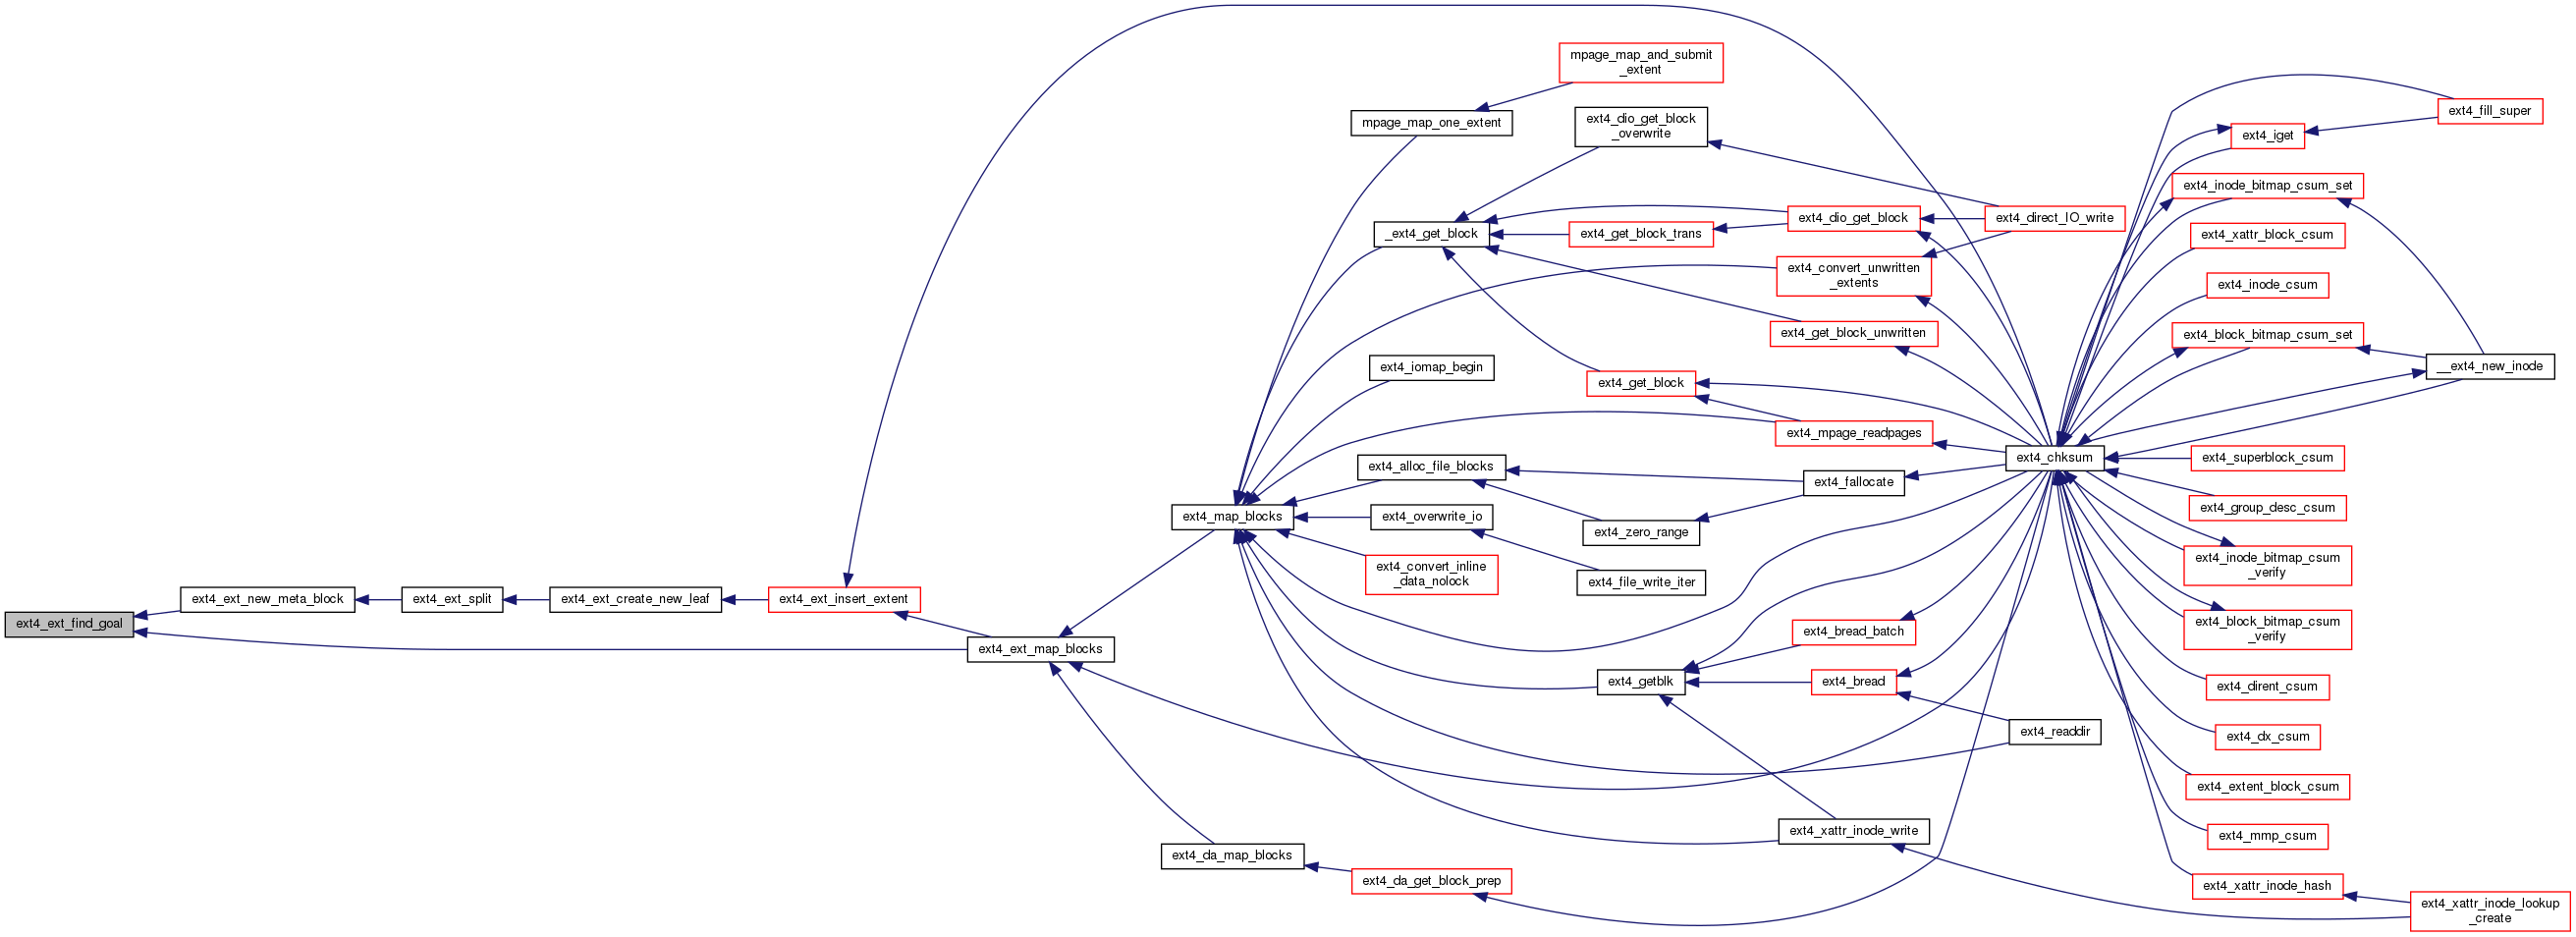 ext4_ext_find_goal
ext4_ext_new_meta_block
ext4_ext_split
ext4_ext_create_new_leaf
ext4_ext_insert_extent
ext4_ext_map_blocks
ext4_map_blocks
ext4_da_map_blocks
mpage_map_one_extent
_ext4_get_block
ext4_iomap_begin
ext4_alloc_file_blocks
ext4_overwrite_io
ext4_convert_inline
_data_nolock
ext4_da_get_block_prep
mpage_map_and_submit
_extent
ext4_dio_get_block
_overwrite
ext4_get_block_trans
ext4_get_block
ext4_zero_range
ext4_file_write_iter
ext4_getblk
ext4_dio_get_block
ext4_convert_unwritten
_extents
ext4_get_block_unwritten
ext4_mpage_readpages
ext4_fallocate
ext4_bread_batch
ext4_bread
ext4_xattr_inode_write
ext4_direct_IO_write
ext4_chksum
ext4_readdir
ext4_iget
ext4_inode_bitmap_csum_set
ext4_xattr_block_csum
ext4_inode_csum
ext4_block_bitmap_csum_set
ext4_superblock_csum
ext4_group_desc_csum
ext4_inode_bitmap_csum
_verify
ext4_block_bitmap_csum
_verify
ext4_dirent_csum
ext4_dx_csum
ext4_extent_block_csum
ext4_mmp_csum
ext4_xattr_inode_hash
ext4_fill_super
__ext4_new_inode
ext4_xattr_inode_lookup
_create